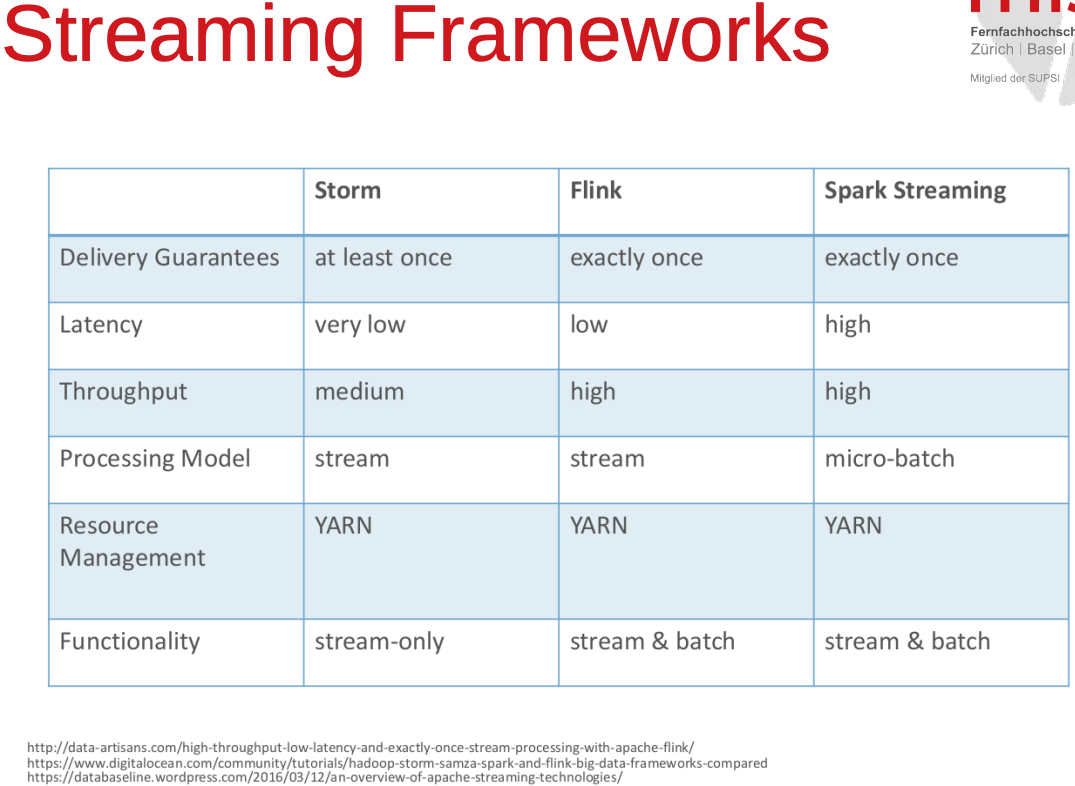 Streaming Frameworks
Fernfachhochsch
Zürich | Basel |
Mitglied der SUPSI
Storm Flink Spark Streaming
Delivery Guarantees at least once exactly once exactly once
Latency very low low high
Throughput medium high high
Processing Model stream stream micro-batch
Resource YARN YARN YARN
Management
Functionality stream-only stream & batch stream & batch
http://data-artisans.com/high-throughput-low-latency-and-exactly-once-stream-processing-with-apache-flink/
https://www.digitalocean.com/community/tutorials/hadoop-storm-samza-spark-and-flink-big-data-frameworks-compared
https://databaseline.wordpress.com/2016/03/12/an-overview-of-apache-streaming-technologies/